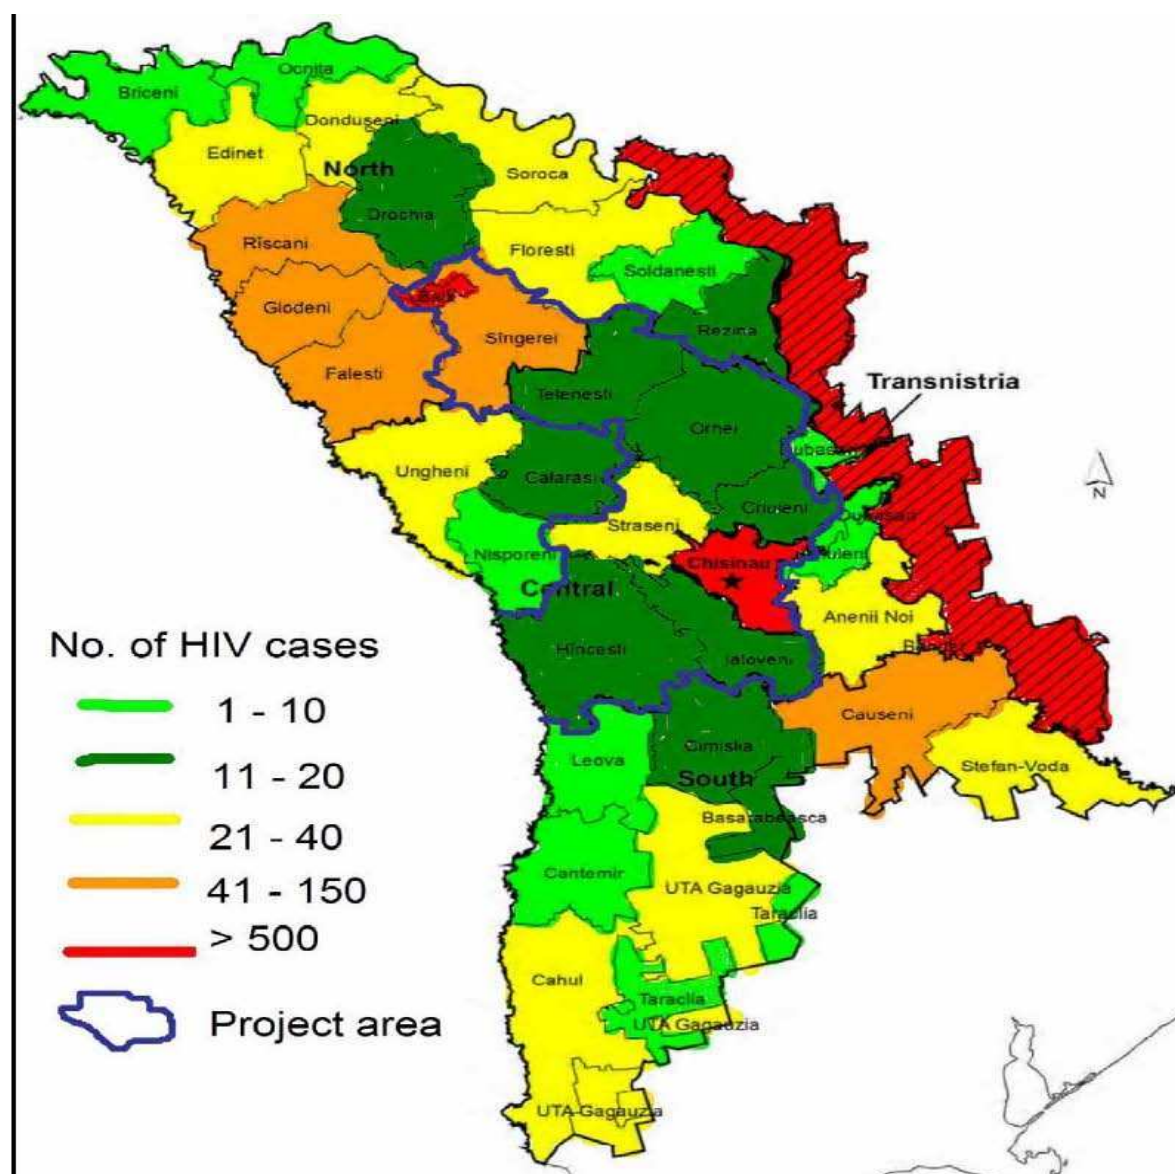 Ocnita
Briceni
Donduseni
Edinet
North
Soroca
Drochia
Rîscani
Floresti
Soldanesti
Glodeni
Rezina
Sîngerei
Falesti
Transnistria
Telenesti
Orhei
Ungheni
Calarasi
N
Criuleni
Straseni
Nisporeni
Chisinau
Central
Anenii Noi
Hîncesti
Ialoveni
No. of HIV cases
1 - 10
11 - 20
21 - 40
41 - 150
> 500
Project area
Causeni
Cimislia
Leova
Stefan-Voda
South
Basarabeasca
Cantemir
UTA Gagauzia
Taraclia
Cahul
Taraclia
UTA Gagauzia
UTA Gagauzia